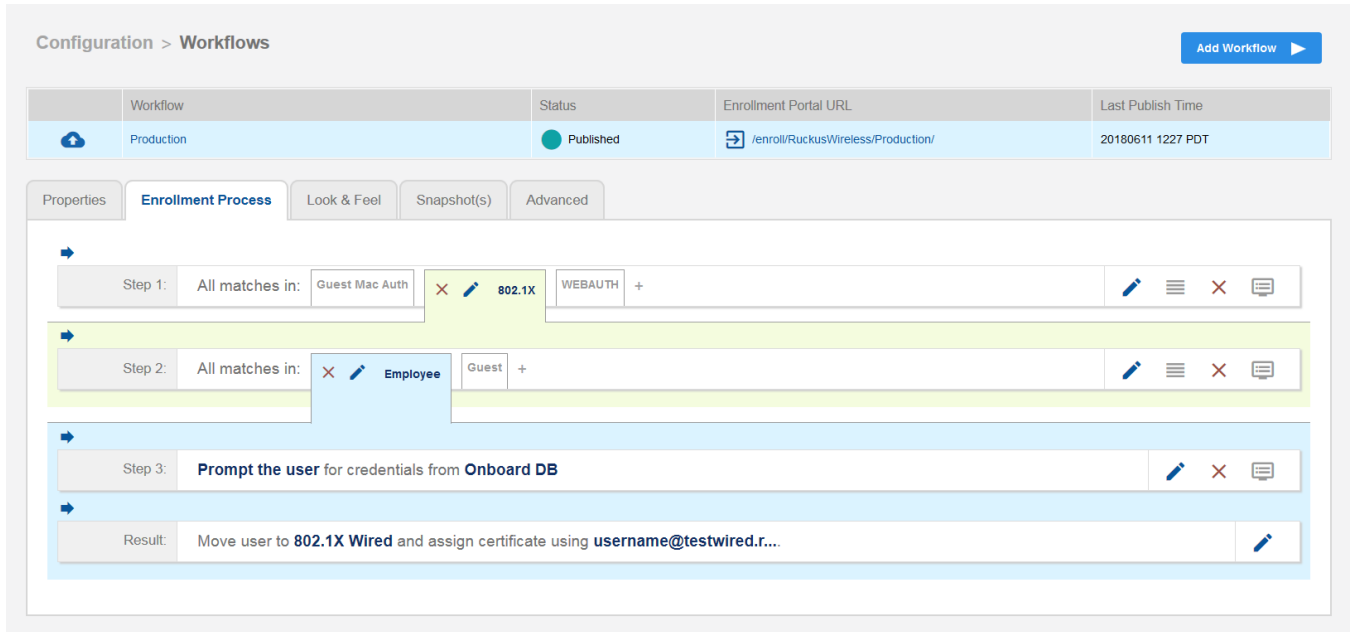 Configuration > Workflows
Add Workflow
Workflow Status Enrollment Portal URL Last Publish Time
Production Published /enroll/RuckusWireless/Production/ 20180611 1227 PDT
Properties Enrollment Process Look & Feel Snapshot(s) Advanced
Step 1: All matches in: Guest Mac Auth 802.1X WEBAUTH +
Step 2: All matches in: Employee Guest +
Step 3: Prompt the user for credentials from Onboard DB
Result: Move user to 802.1X Wired and assign certificate using username@testwired.r....